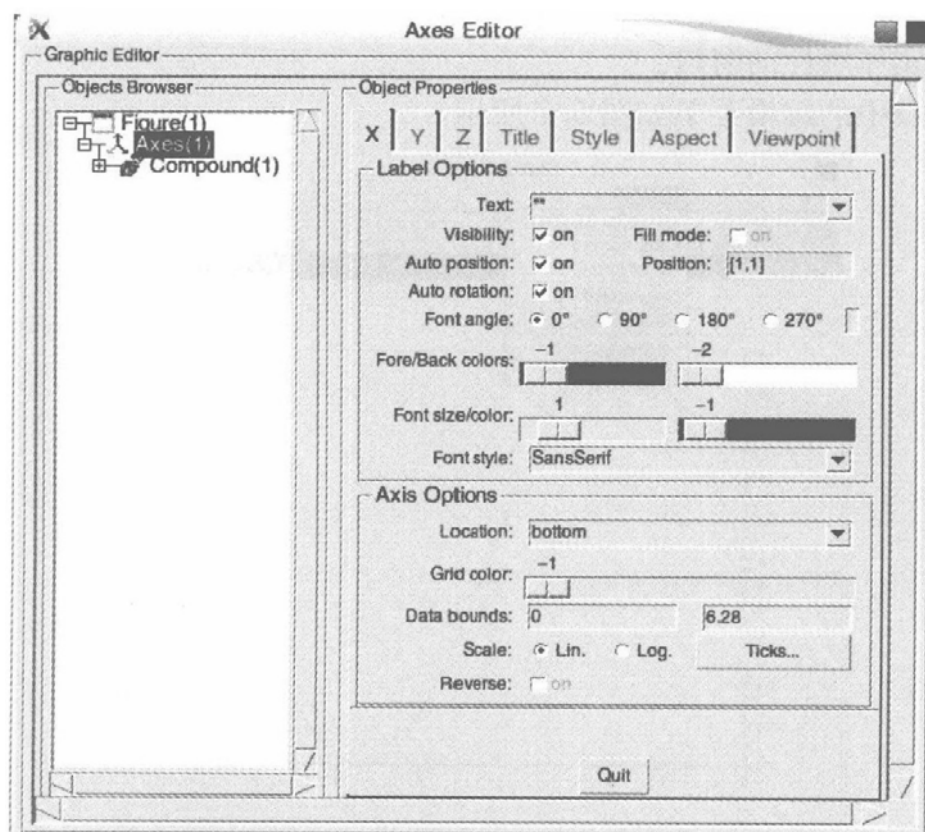 Axes Editor
Graphic Editor
Objects Browser
Figure(1)
Axes(1)
Compound(1)
Object Properties
X Y Z Title Style Aspect Viewpoint
Label Options
Text: ""
Visibility: on Fill mode: on
Auto position: on Position: [1,1]
Auto rotation: on
Font angle: 0° 90° 180° 270°
-1 -2
Fore/Back colors:
1 -1
Font size/color:
Font style: SansSerif
Axis Options
Location: bottom
-1
Grid color:
Data bounds: 0 6.28
Scale: Lin. Log. Ticks...
Reverse: on
Quit